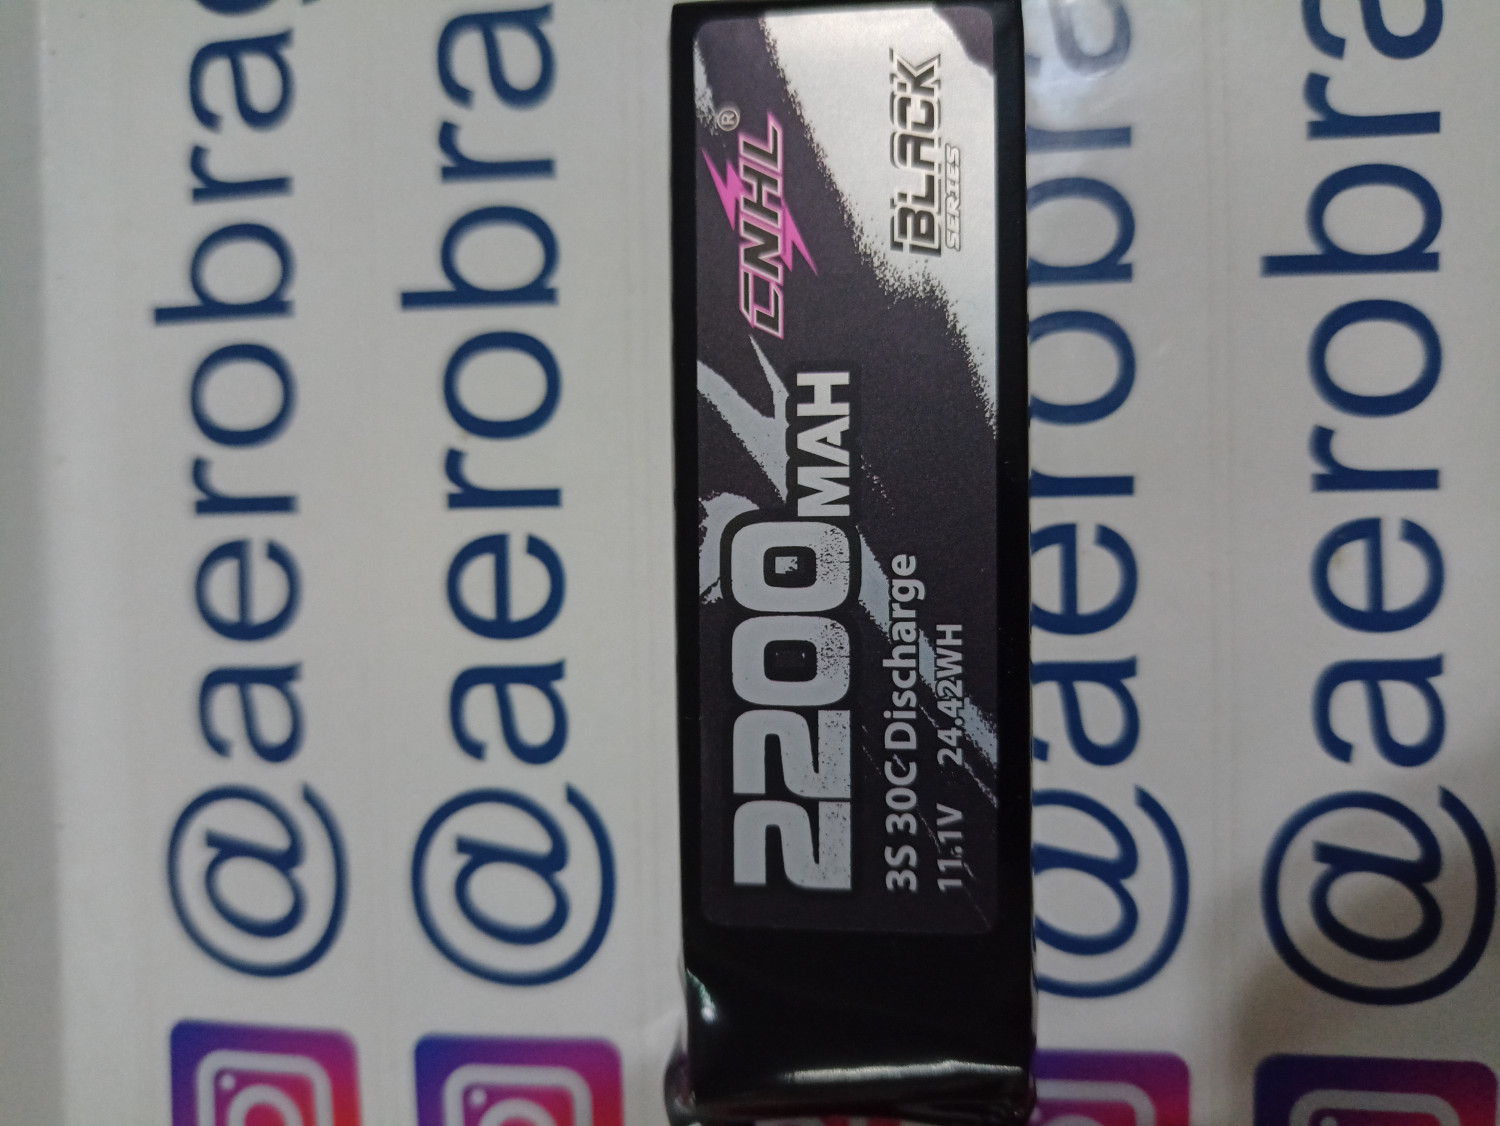 @aerobra
@aerobra
CNHL®
2200MAH
3S 30C Discharge
11.1V 24.42WH
BLACK
SERIES
@aerobra
@aerobra